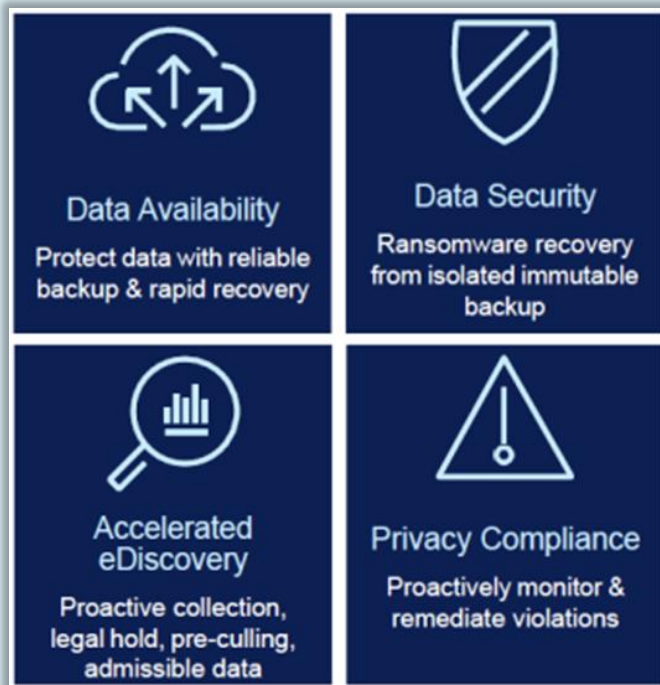 Data Availability
Protect data with reliable
backup & rapid recovery
Data Security
Ransomware recovery
from isolated immutable
backup
Accelerated
eDiscovery
Proactive collection,
legal hold, pre-culling,
admissible data
Privacy Compliance
Proactively monitor &
remediate violations